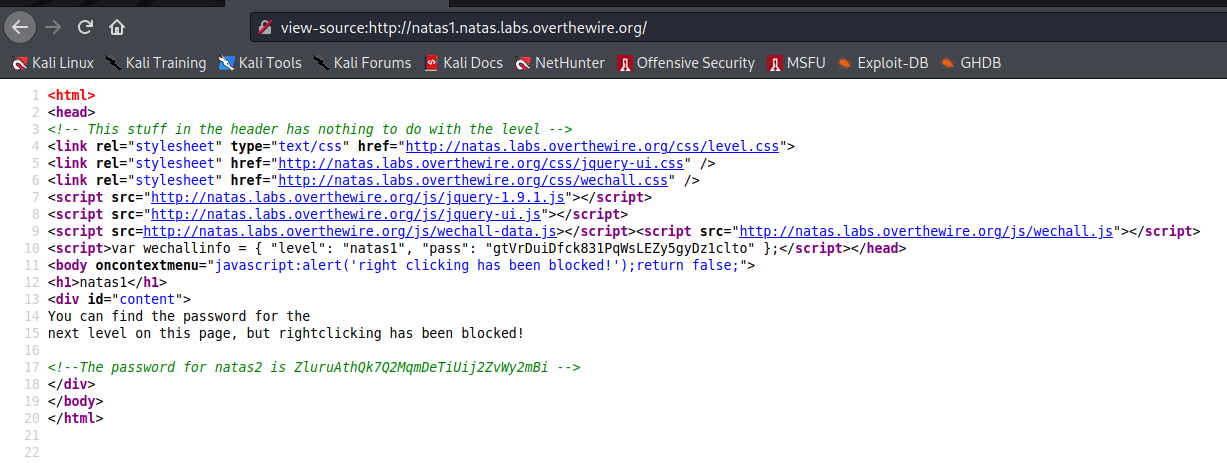 view-source:http://natas1.natas.labs.overthewire.org/
Kali Linux Kali Training Kali Tools Kali Forums Kali Docs NetHunter Offensive Security MSFU Exploit-DB GHDB
1 <html>
2 <head>
3 <!-- This stuff in the header has nothing to do with the level -->
4 <link rel="stylesheet" type="text/css" href="http://natas.labs.overthewire.org/css/level.css">
5 <link rel="stylesheet" href="http://natas.labs.overthewire.org/css/jquery-ui.css" />
6 <link rel="stylesheet" href="http://natas.labs.overthewire.org/css/wechall.css" />
7 <script src="http://natas.labs.overthewire.org/js/jquery-1.9.1.js"></script>
8 <script src="http://natas.labs.overthewire.org/js/jquery-ui.js"></script>
9 <script src=http://natas.labs.overthewire.org/js/wechall-data.js></script><script src="http://natas.labs.overthewire.org/js/wechall.js"></script>
10 <script>var wechallinfo = { "level": "natas1", "pass": "gtVrDuiDfck831PqWsLEZy5gyDz1clto" };</script></head>
11 <body oncontextmenu="javascript:alert('right clicking has been blocked!');return false;">
12 <h1>natas1</h1>
13 <div id="content">
14 You can find the password for the
15 next level on this page, but rightclicking has been blocked!
16
17 <!--The password for natas2 is ZluruAthQk7Q2MqmDeTiUij2ZvWy2mBi -->
18 </div>
19 </body>
20 </html>
21
22